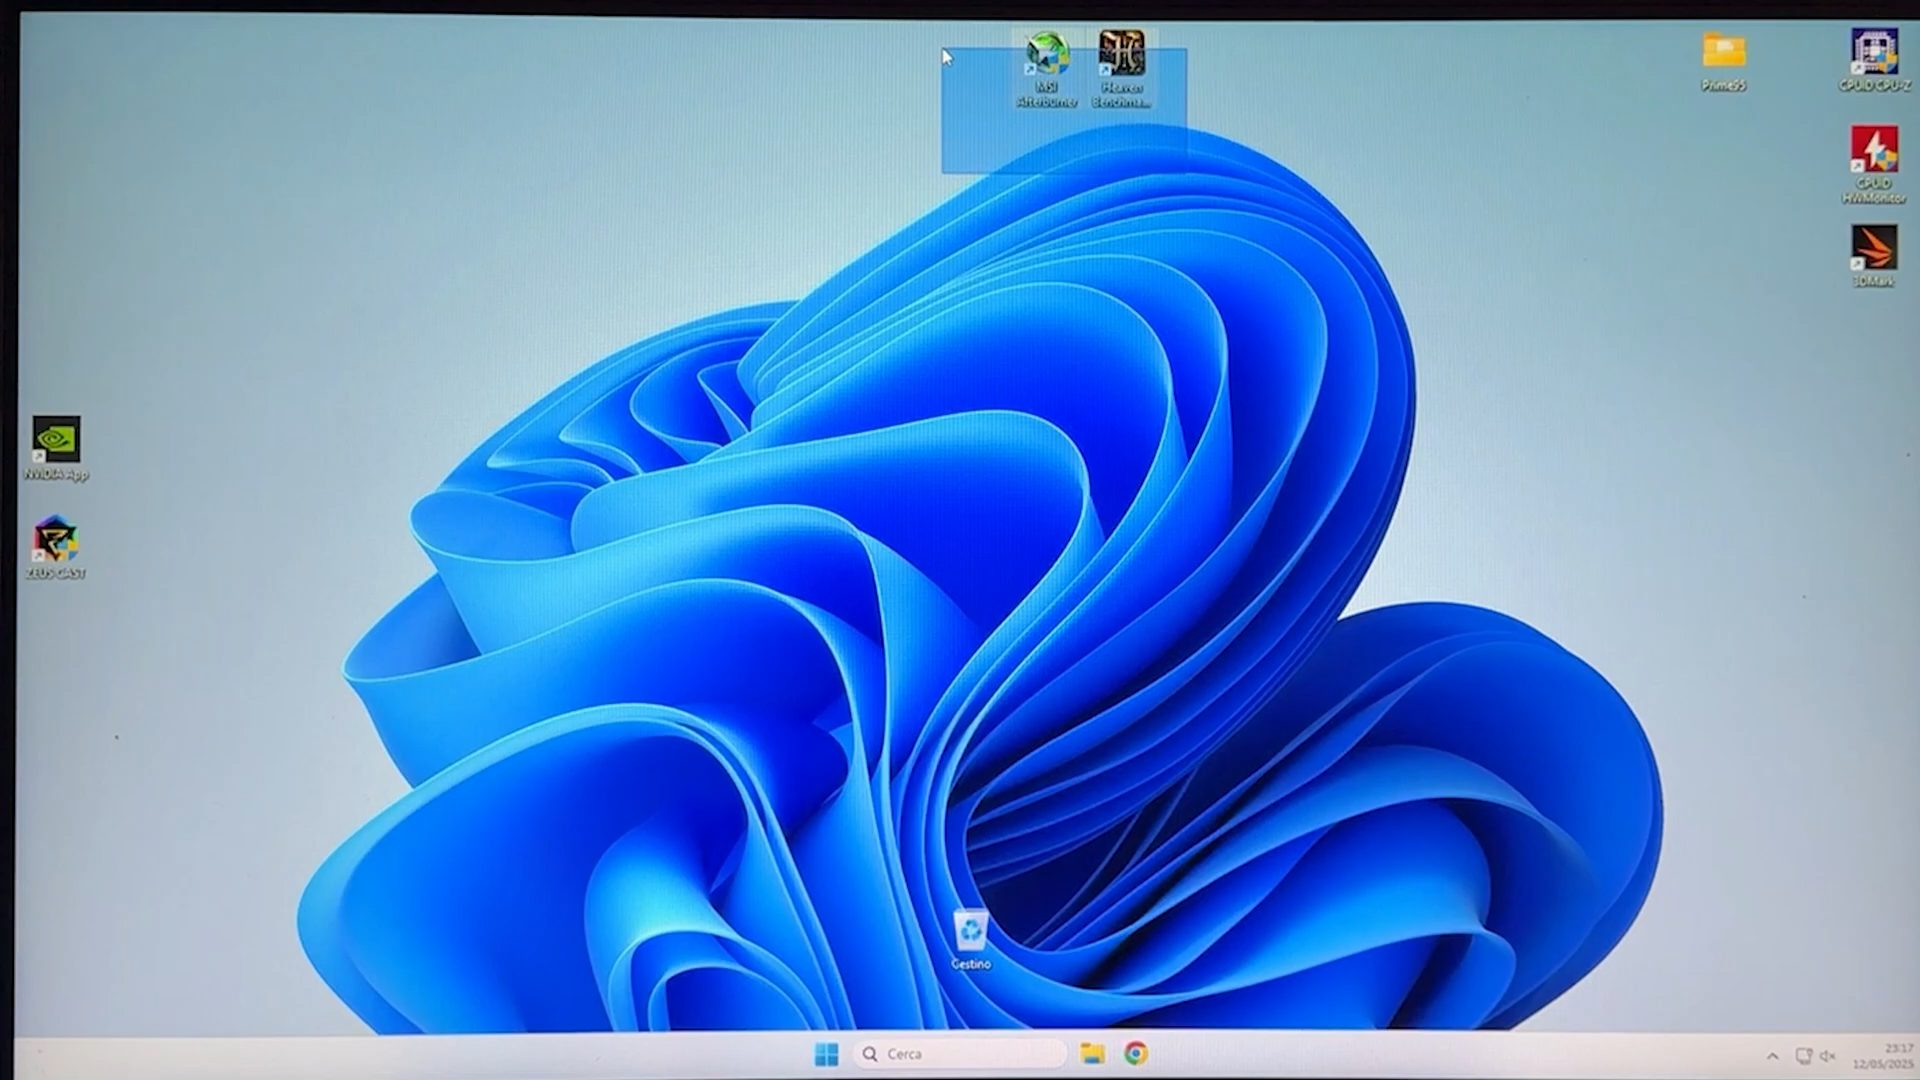 MSI
Afterburner
Heaven
Benchma...
Prime95
CPUID CPU-Z
CPUID
HWMonitor
3DMark
NVIDIA App
ZEUS CAST
Cestino
Cerca
23:17
12/05/2025